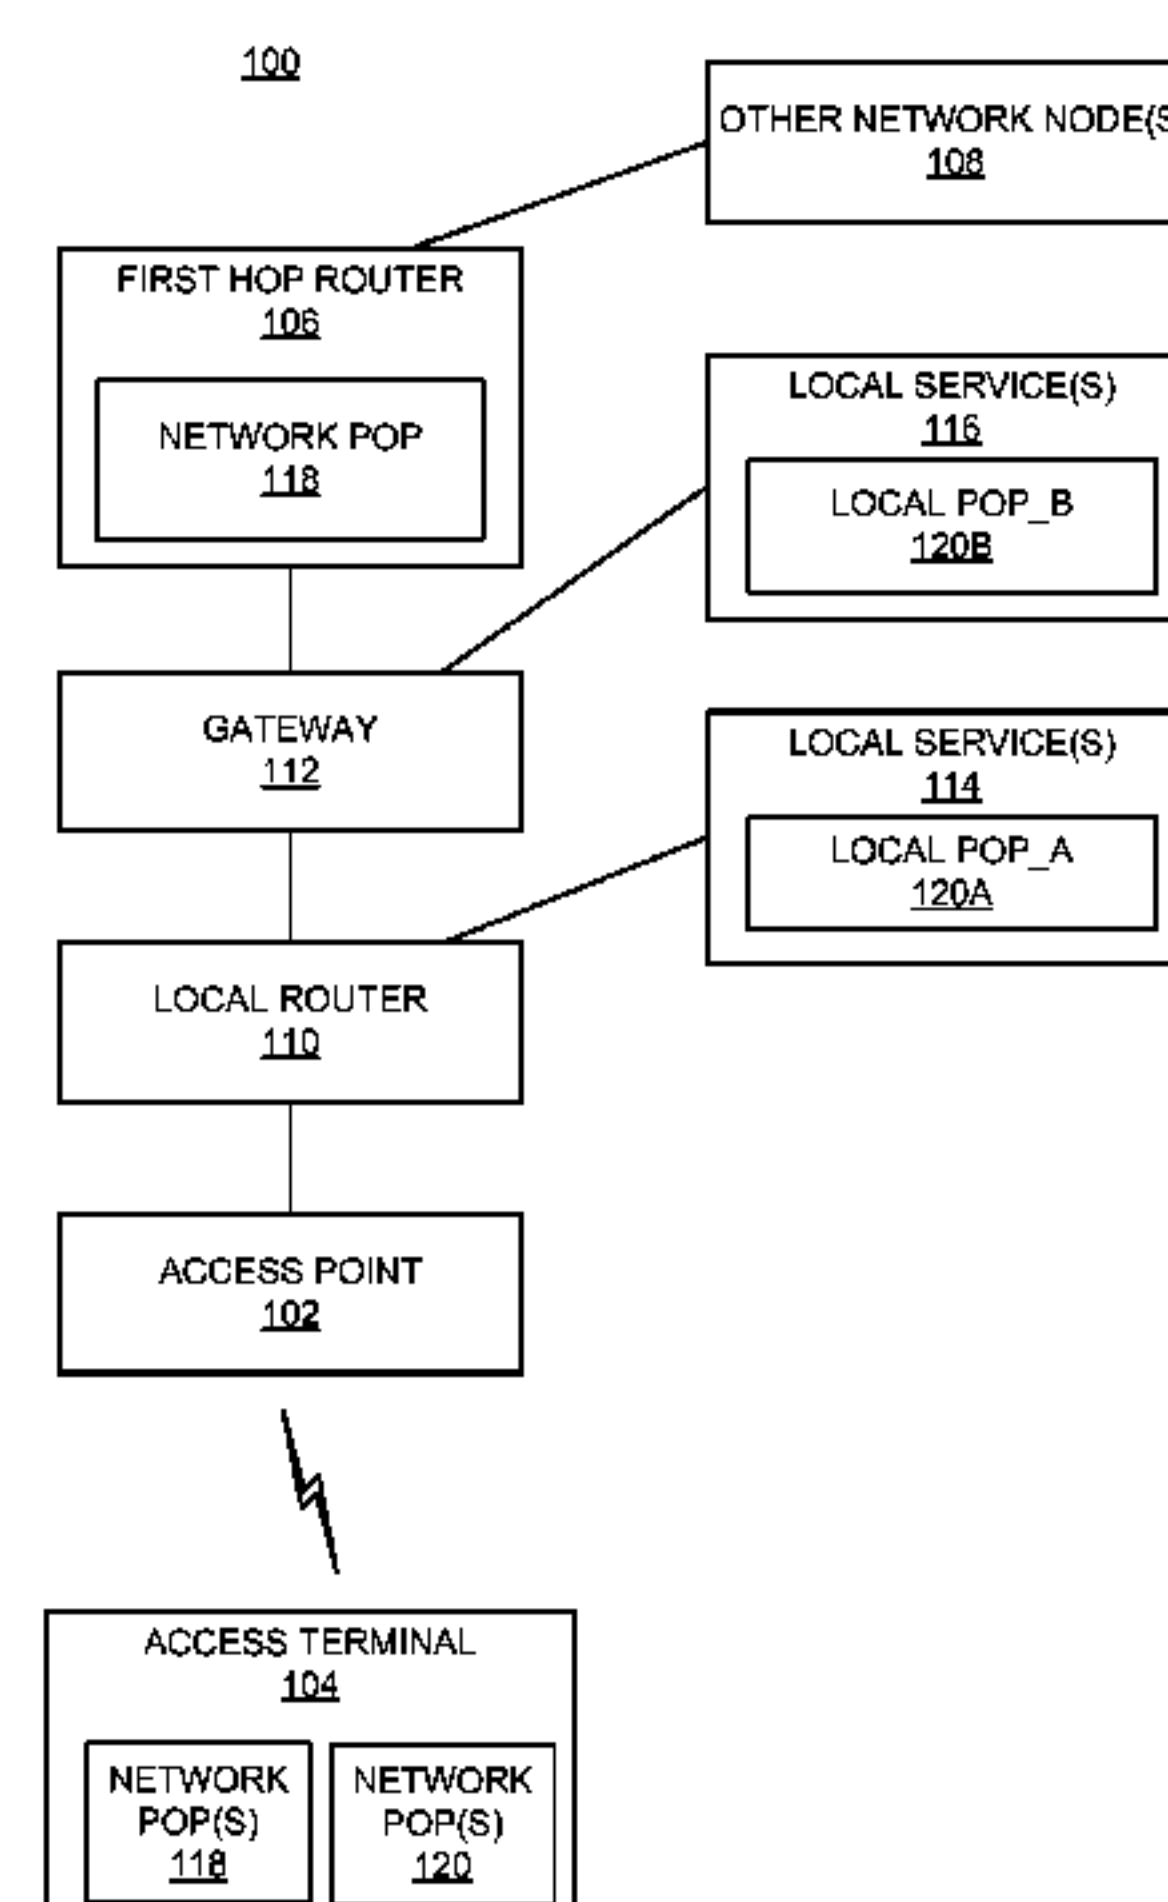 100
OTHER NETWORK NODE(S
108
FIRST HOP ROUTER
106
NETWORK POP
118
LOCAL SERVICE(S)
116
LOCAL POP_B
120B
GATEWAY
112
LOCAL SERVICE(S)
114
LOCAL POP_A
120A
LOCAL ROUTER
110
ACCESS POINT
102
ACCESS TERMINAL
104
NETWORK
POP(S)
118
NETWORK
POP(S)
120